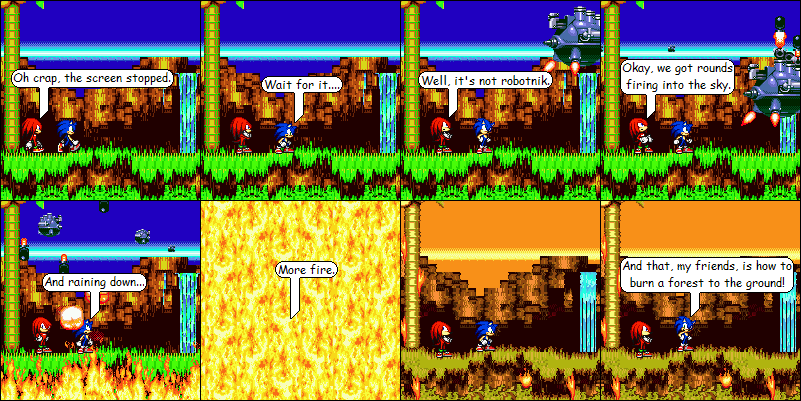 Oh crap, the screen stopped.
Wait for it....
Well, it's not robotnik.
Okay, we got rounds
firing into the sky.
And raining down...
More fire.
And that, my friends, is how to
burn a forest to the ground!